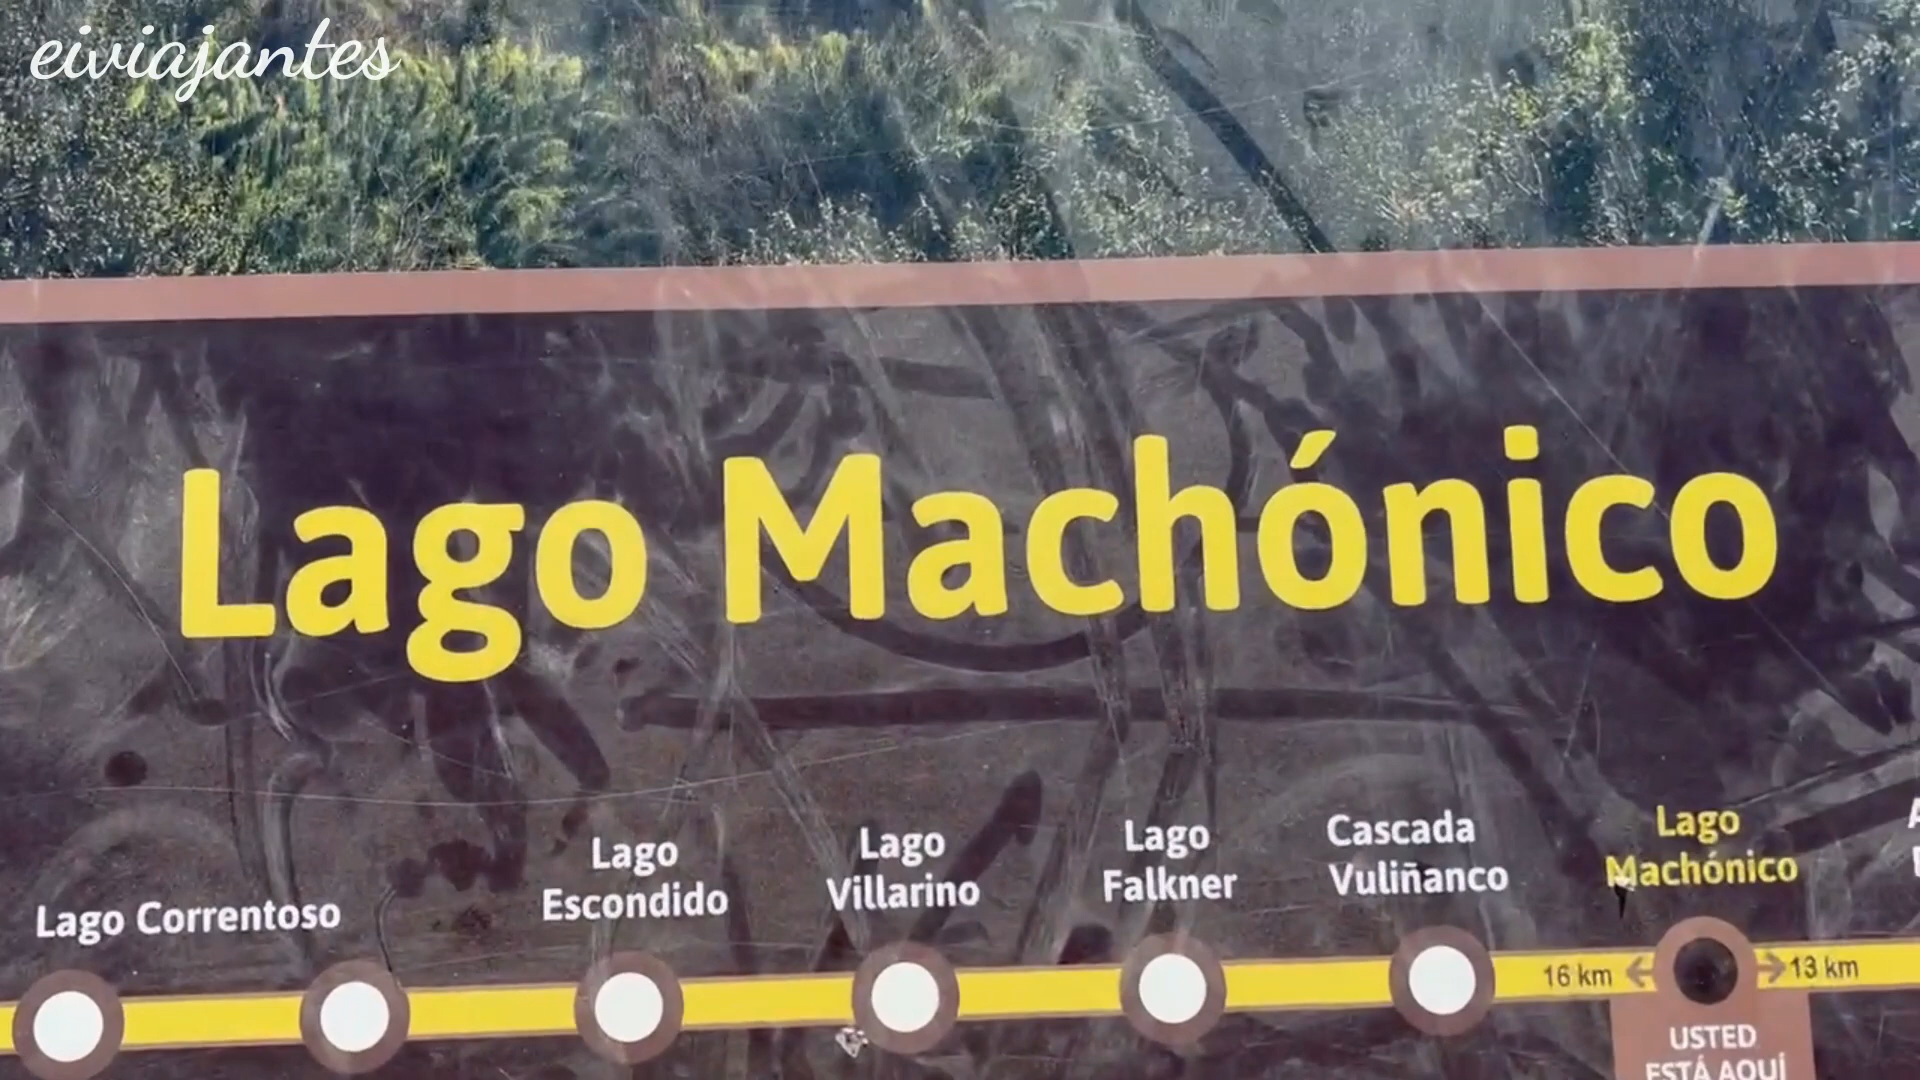 eiviajantes
Lago Machónico
Lago Correntoso
Lago
Escondido
Lago
Villarino
Lago
Falkner
Cascada
Vuliñanco
Lago
Machónico
16 km
13 km
USTED
ESTÁ AQUÍ